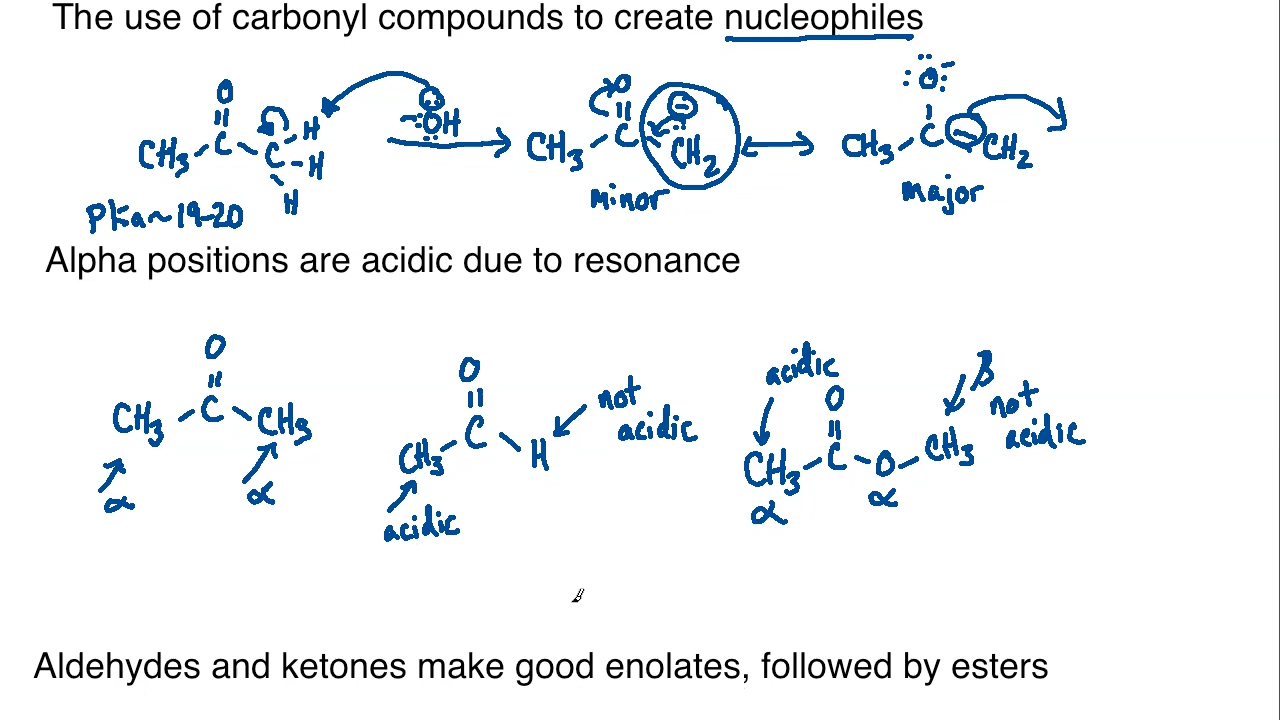 The use of carbonyl compounds to create nucleophiles
O
CH3 C C H H H
:ÖH
O
CH3 C CH2
minor
:Ö:
CH3 C CH2
major
PKa~19-20
Alpha positions are acidic due to resonance
O
CH3 - C - CH3
α α
O
CH3 - C - H
not acidic
acidic
acidic
O
CH3 - C - O - CH3
α α
β
not acidic
Aldehydes and ketones make good enolates, followed by esters